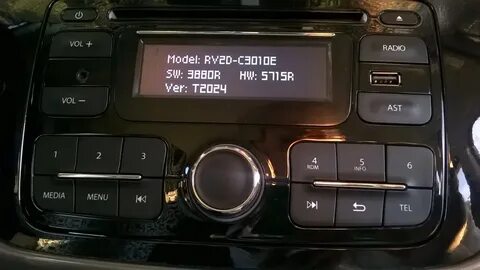 VOL +
RADIO
Model: RV2D-C3010E
SW: 3880R HW: 5715R
Ver: T2024
VOL –
AST
1 2 3
4 RDM
5 INFO
6
MEDIA MENU
TEL